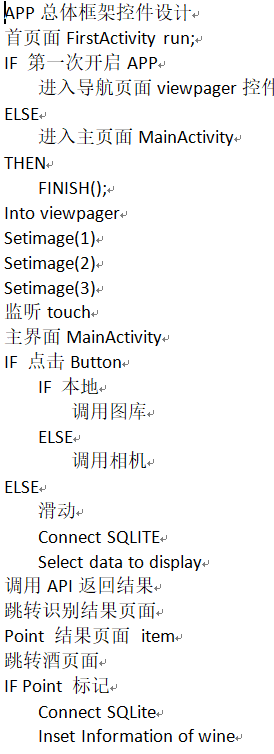 APP 总体框架控件设计
首页面 FirstActivity run;
IF 第一次开启 APP
进入导航页面 viewpager 控件
ELSE
进入主页面 MainActivity
THEN
FINISH();
Into viewpager
Setimage(1)
Setimage(2)
Setimage(3)
监听 touch
主界面 MainActivity
IF 点击 Button
IF 本地
调用图库
ELSE
调用相机
ELSE
滑动
Connect SQLITE
Select data to display
调用 API 返回结果
跳转识别结果页面
Point 结果页面 item
跳转酒页面
IF Point 标记
Connect SQLite
Inset Information of wine